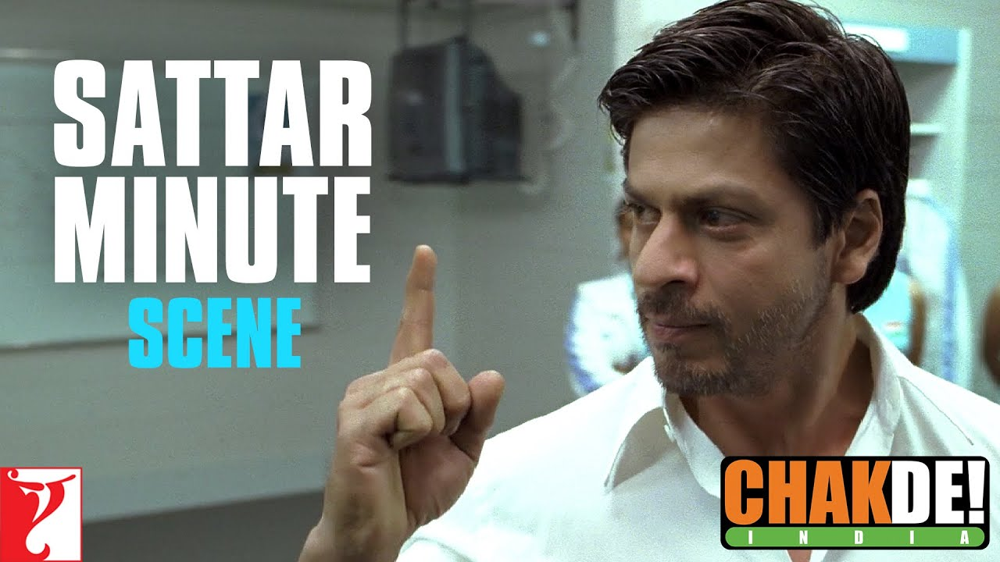 SATTAR
MINUTE
SCENE
CHAKDE!
INDIA